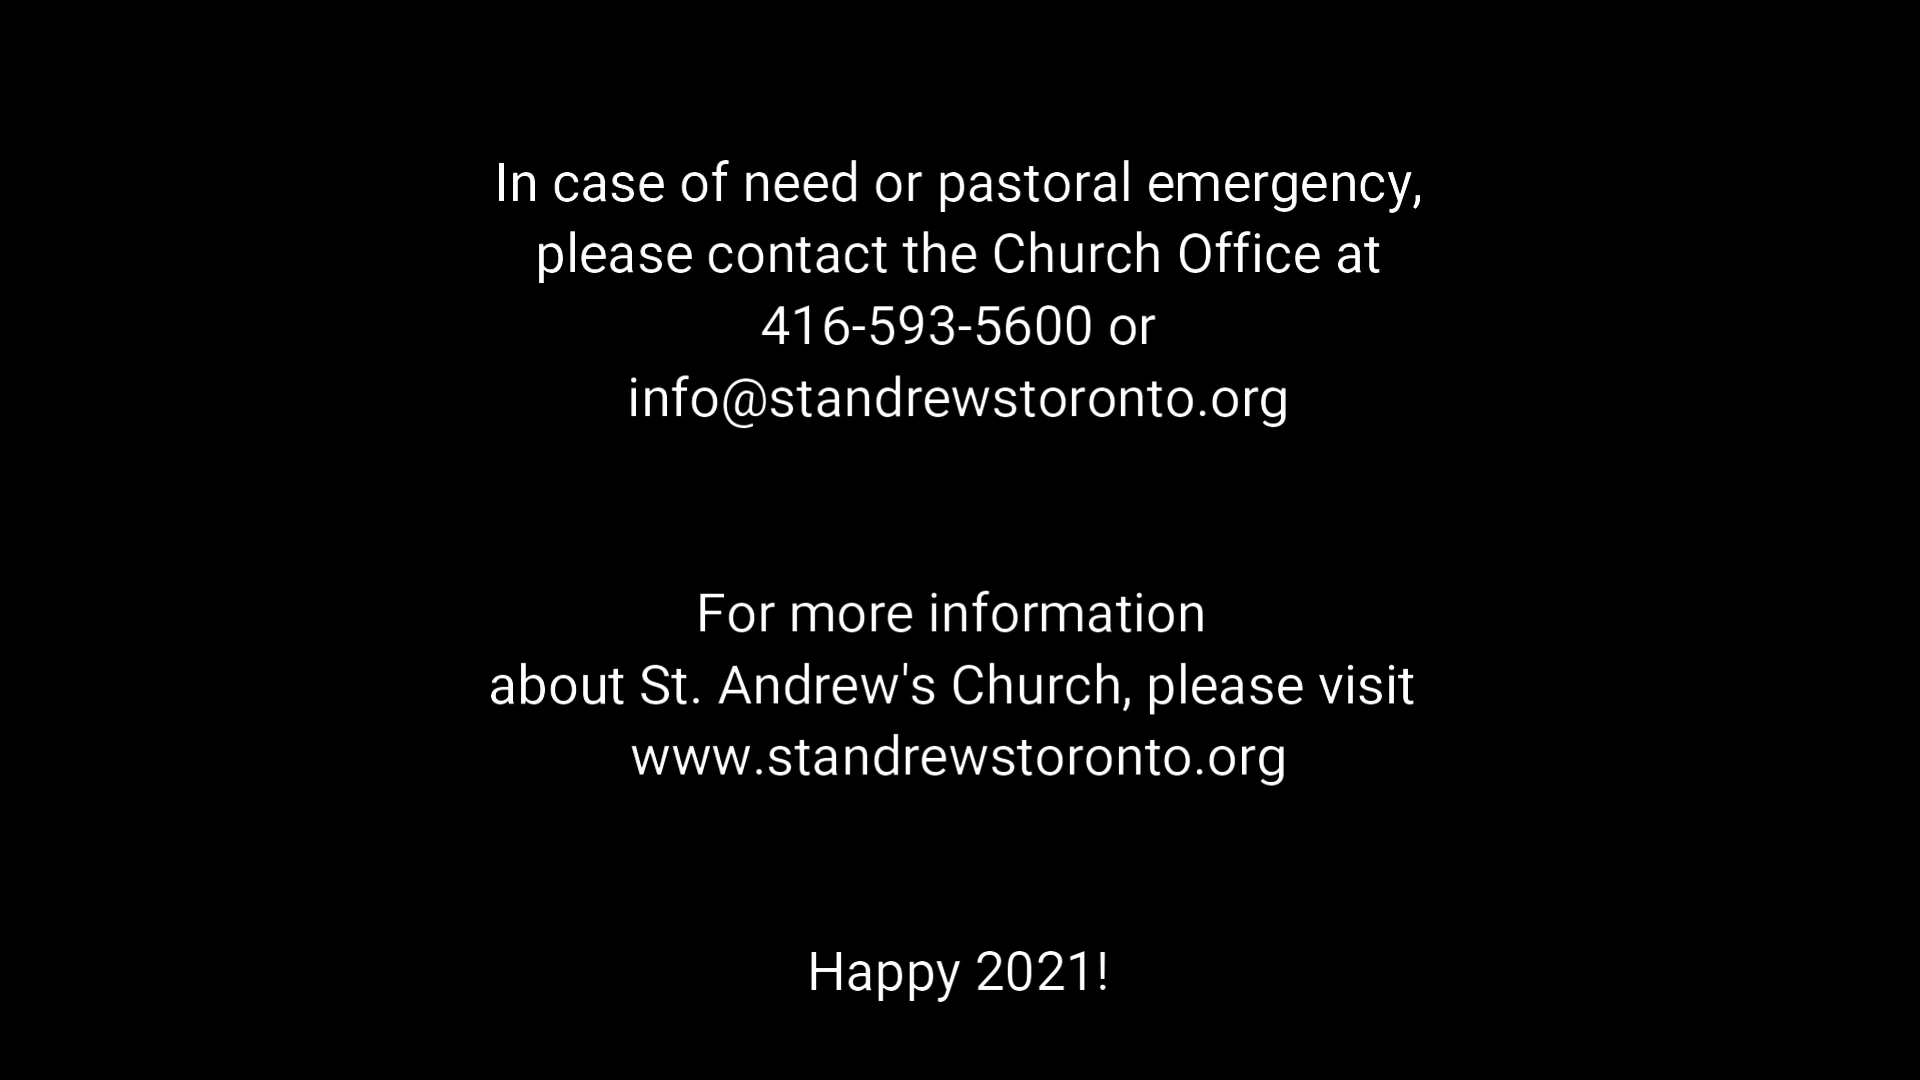 In case of need or pastoral emergency,
please contact the Church Office at
416-593-5600 or
info@standrewstoronto.org
For more information
about St. Andrew's Church, please visit
www.standrewstoronto.org
Happy 2021!